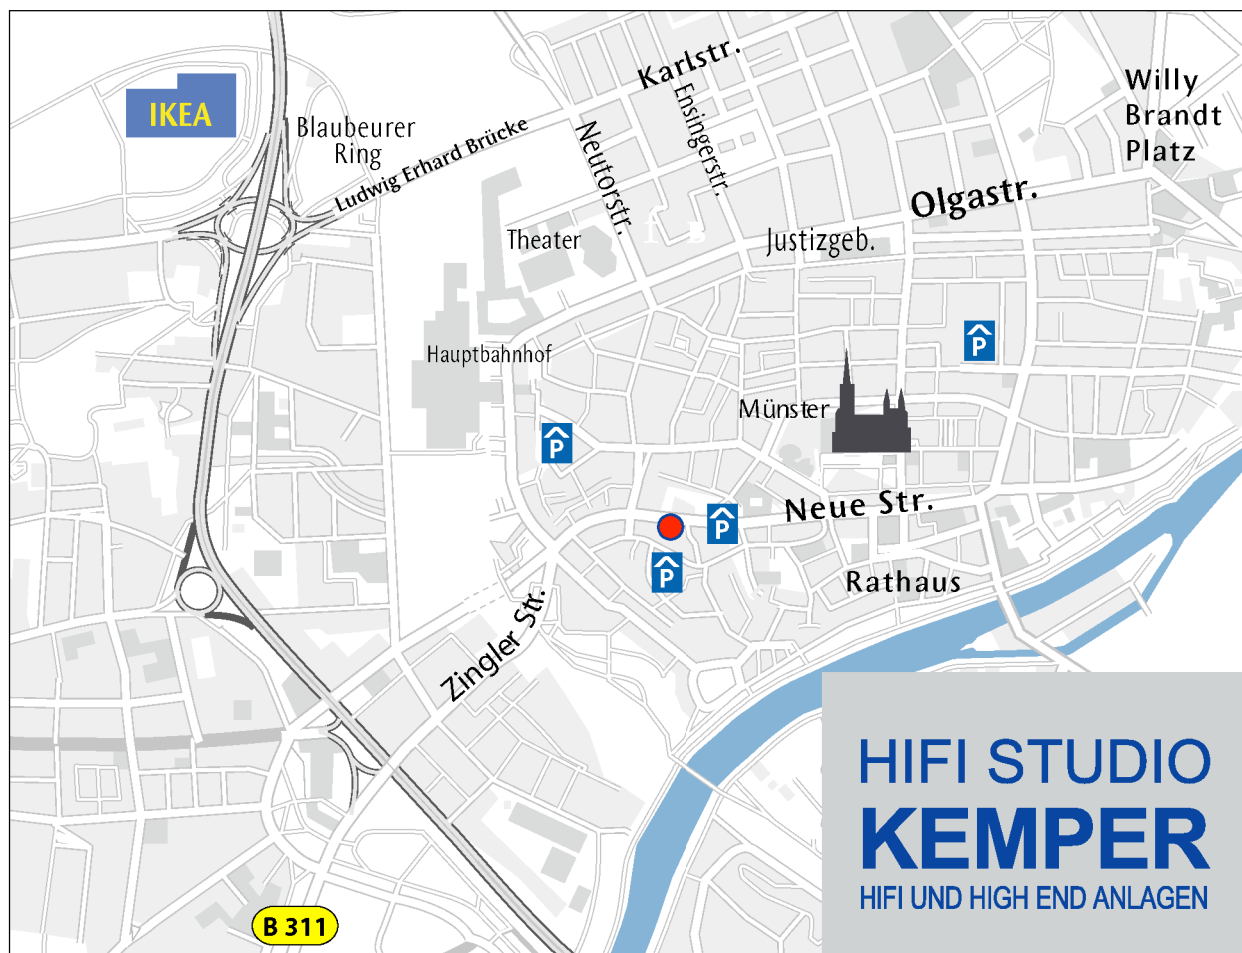 Karlstr.
Willy
Brandt
Platz
IKEA
Ensingerstr.
Blaubeurer
Ring
Ludwig Erhard Brücke
Neutorstr.
Olgastr.
Theater
Justizgeb.
P
Hauptbahnhof
Münster
P
Neue Str.
P
P
Rathaus
Zingler Str.
HIFI STUDIO
KEMPER
HIFI UND HIGH END ANLAGEN
B 311